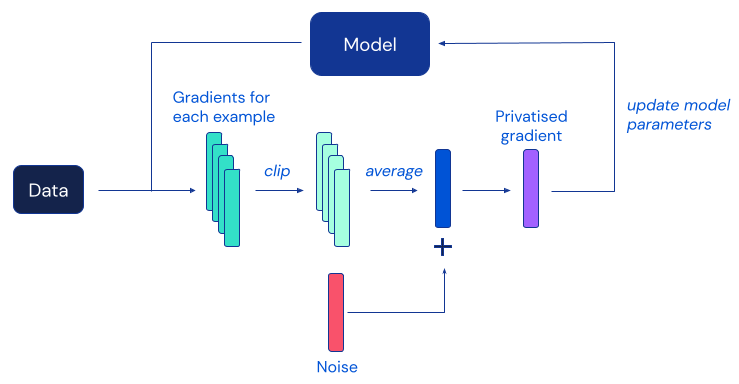 Model
Gradients for
each example
Privatised
gradient
update model
parameters
clip
average
Data
+
Noise